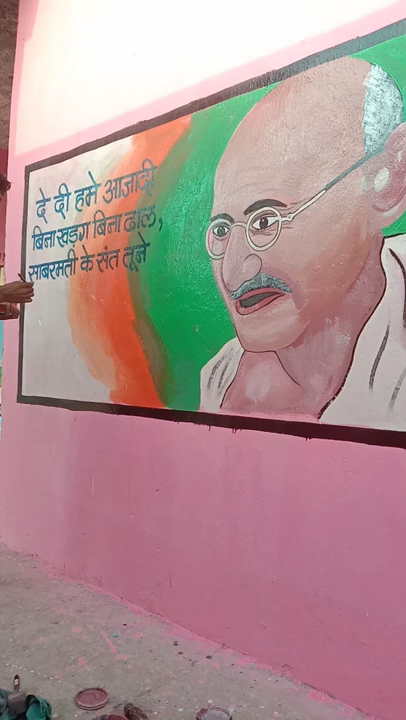 दे दी हमे आजादी
बिना खड़ग बिना ढाल,
साबरमती के संत तूने